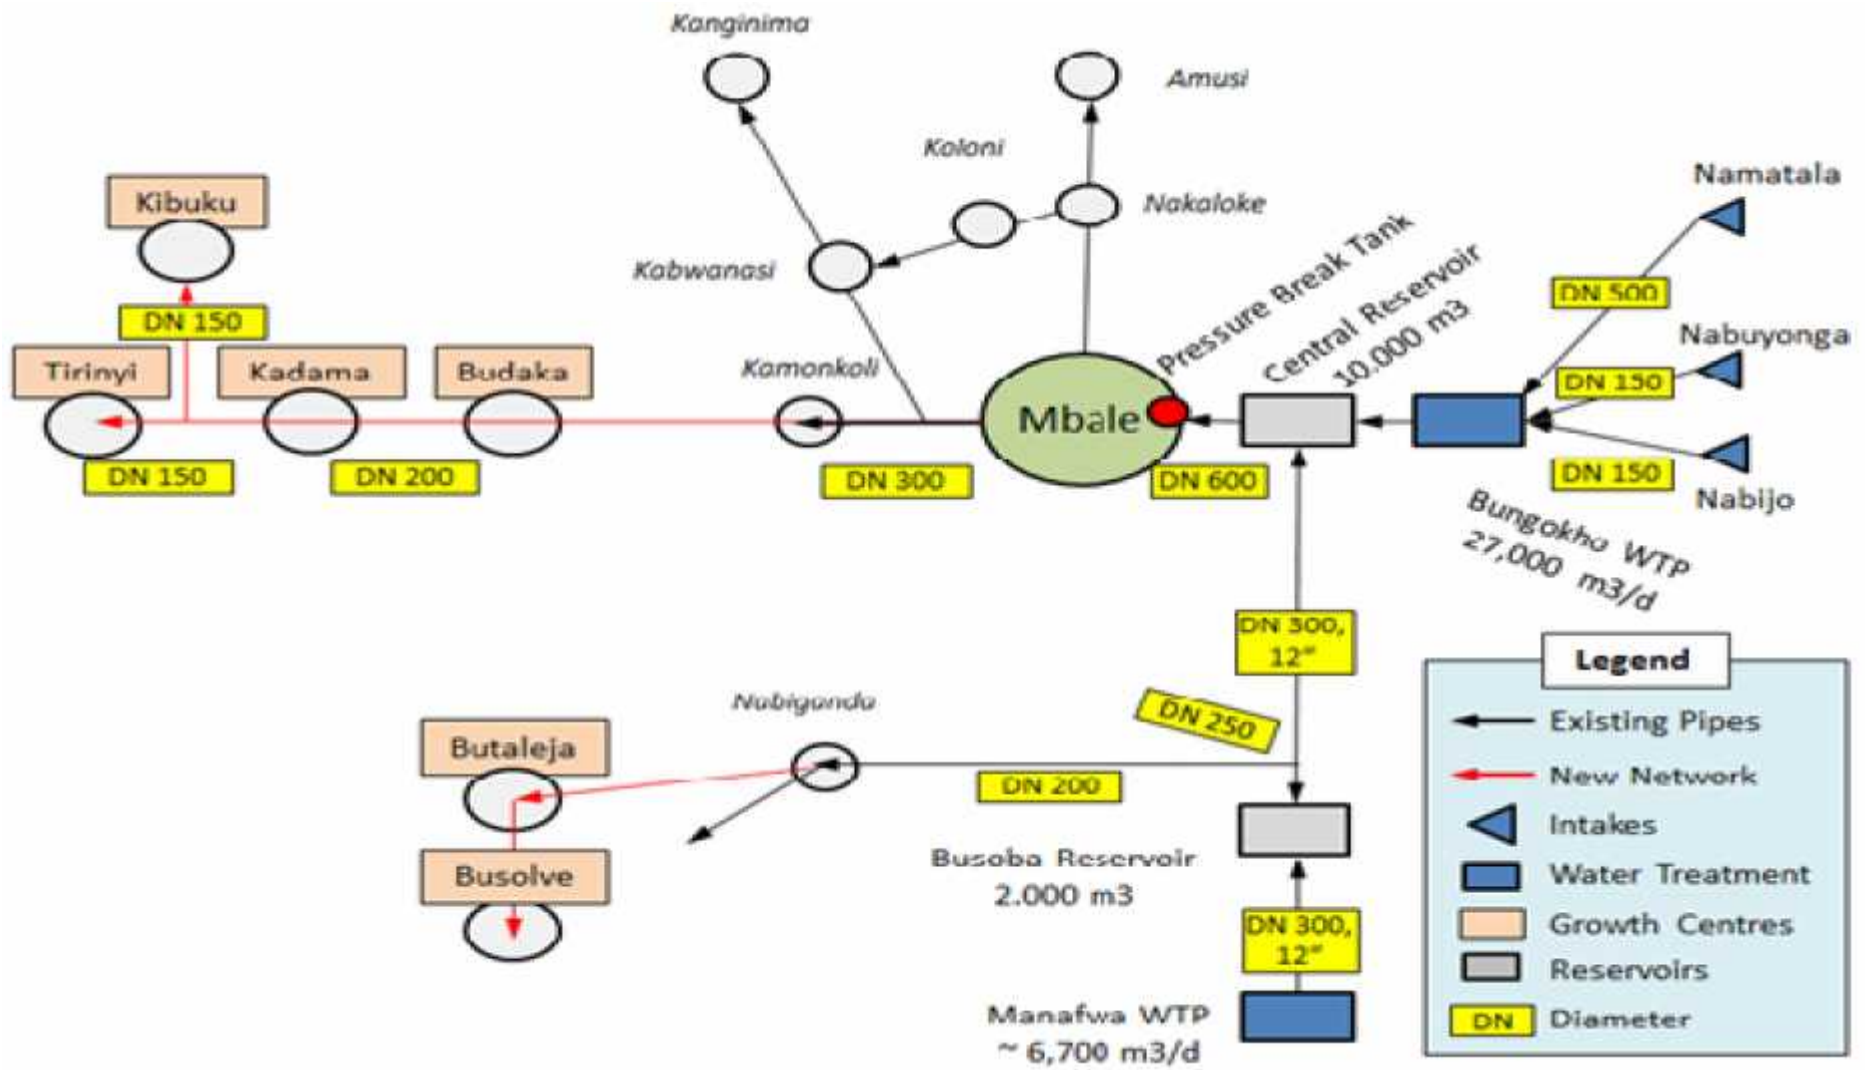 Kanginima
Amusi
Koloni
Nakaloke
Kabwanasi
Kamonkoli
Kibuku
DN 150
Tirinyi
Kadama
Budaka
DN 150
DN 200
DN 300
Mbale
DN 600
Pressure Break Tank
Central Reservoir
10.000 m3
Namatala
DN 500
Nabuyonga
DN 150
DN 150
Nabijo
Bungokho WTP
27,000 m3/d
DN 300,
12"
DN 250
Nabiganda
DN 200
Butaleja
Busolve
Busoba Reservoir
2.000 m3
DN 300,
12"
Manafwa WTP
~ 6,700 m3/d
Legend
Existing Pipes
New Network
Intakes
Water Treatment
Growth Centres
Reservoirs
DN Diameter